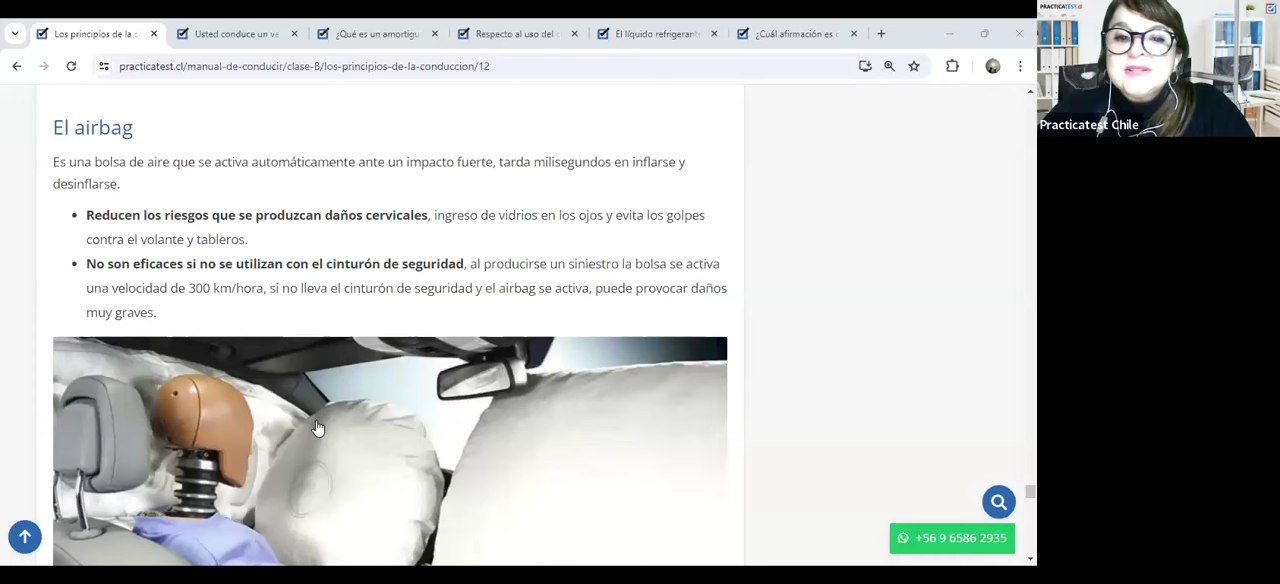 Los principios de la c
Usted conduce un ve
¿Qué es un amortigu
Respecto al uso del c
El líquido refrigerante
¿Cuál afirmación es c
practicatest.cl/manual-de-conducir/clase-B/los-principios-de-la-conduccion/12
PRACTICATEST.cl
Practicatest Chile
El airbag
Es una bolsa de aire que se activa automáticamente ante un impacto fuerte, tarda milisegundos en inflarse y
desinflarse.
Reducen los riesgos que se produzcan daños cervicales, ingreso de vidrios en los ojos y evita los golpes
contra el volante y tableros.
No son eficaces si no se utilizan con el cinturón de seguridad, al producirse un siniestro la bolsa se activa
una velocidad de 300 km/hora, si no lleva el cinturón de seguridad y el airbag se activa, puede provocar daños
muy graves.
+56 9 6586 2935